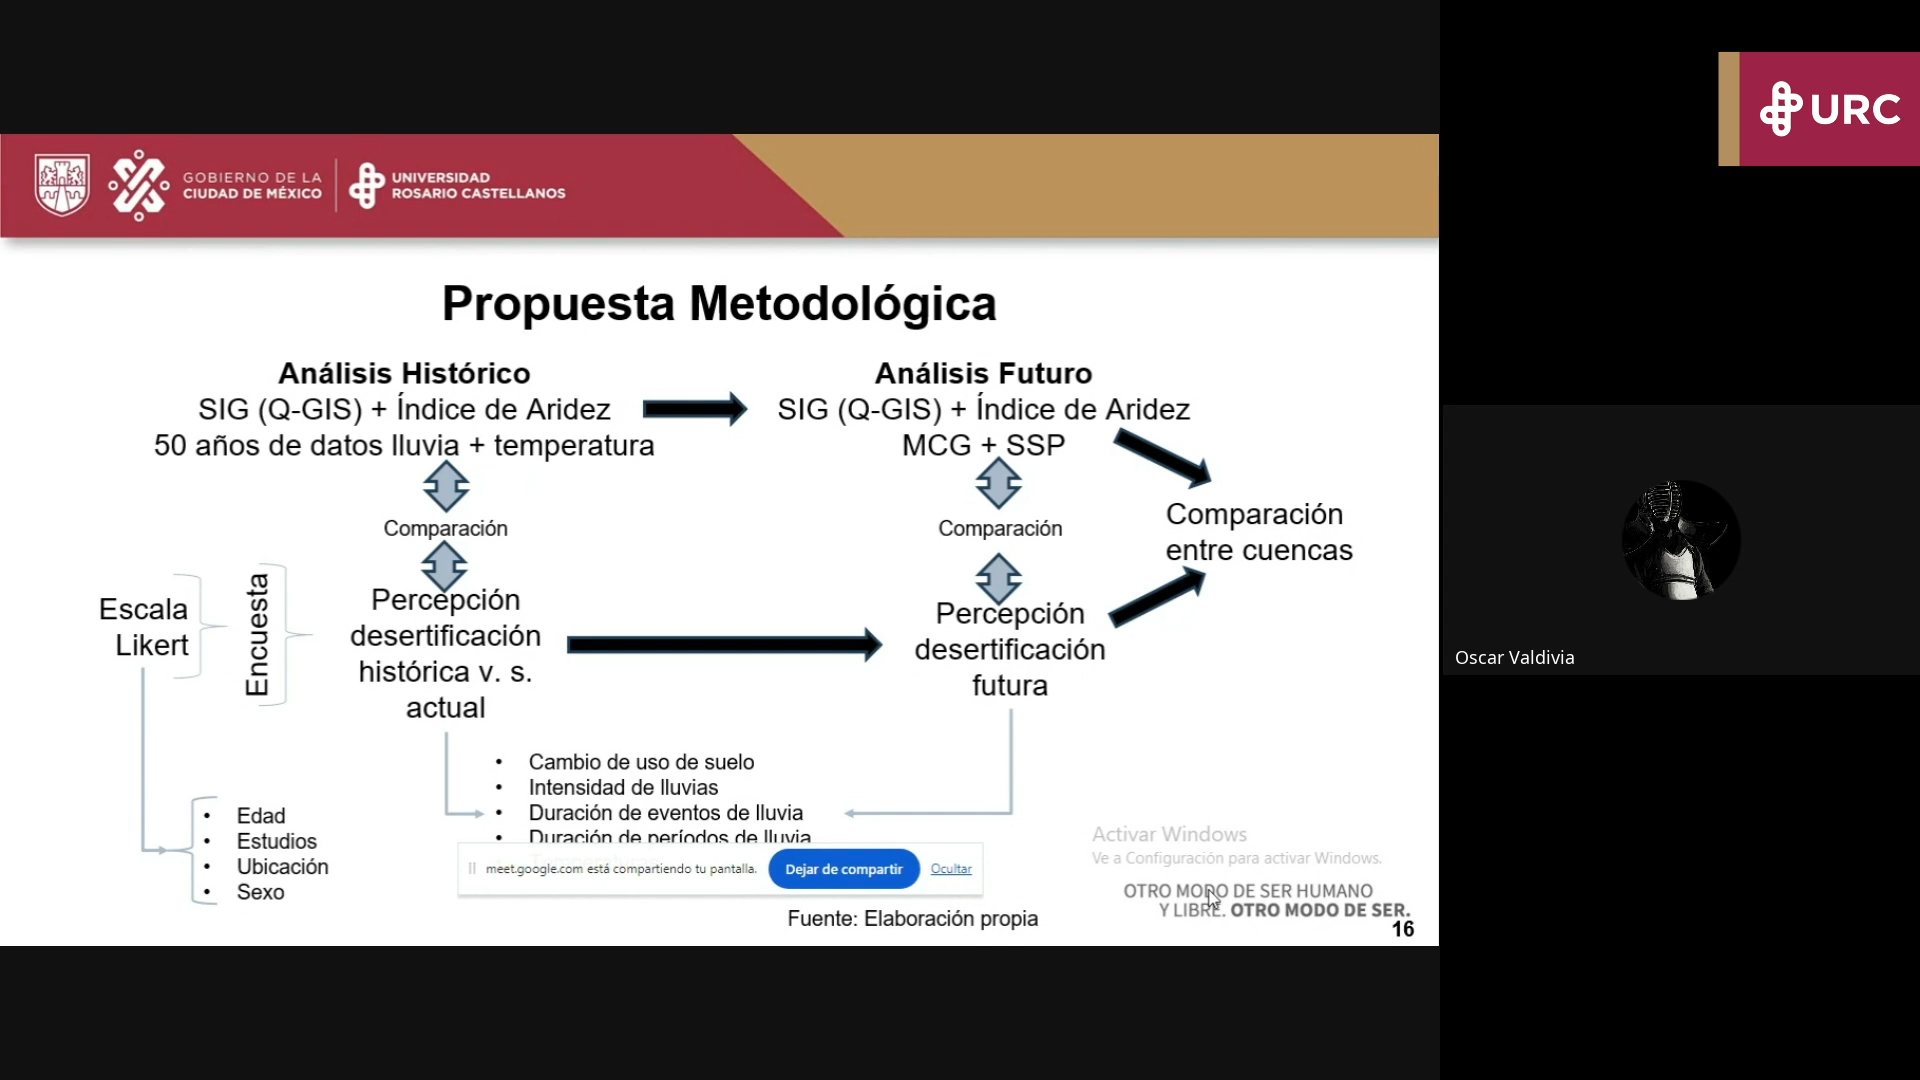 URC
GOBIERNO DE LA
CIUDAD DE MÉXICO
UNIVERSIDAD
ROSARIO CASTELLANOS
Propuesta Metodológica
Análisis Histórico
SIG (Q-GIS) + Índice de Aridez
50 años de datos lluvia + temperatura
Análisis Futuro
SIG (Q-GIS) + Índice de Aridez
MCG + SSP
Comparación
Comparación
Comparación
entre cuencas
Escala
Likert
Encuesta
Percepción
desertificación
histórica v. s.
actual
Percepción
desertificación
futura
• Cambio de uso de suelo
• Intensidad de lluvias
• Duración de eventos de lluvia
• Duración de períodos de lluvia
• Edad
• Estudios
• Ubicación
• Sexo
meet.google.com está compartiendo tu pantalla.
Dejar de compartir
Ocultar
Activar Windows
Ve a Configuración para activar Windows.
OTRO MODO DE SER HUMANO
Y LIBRE. OTRO MODO DE SER.
Fuente: Elaboración propia
16
Oscar Valdivia